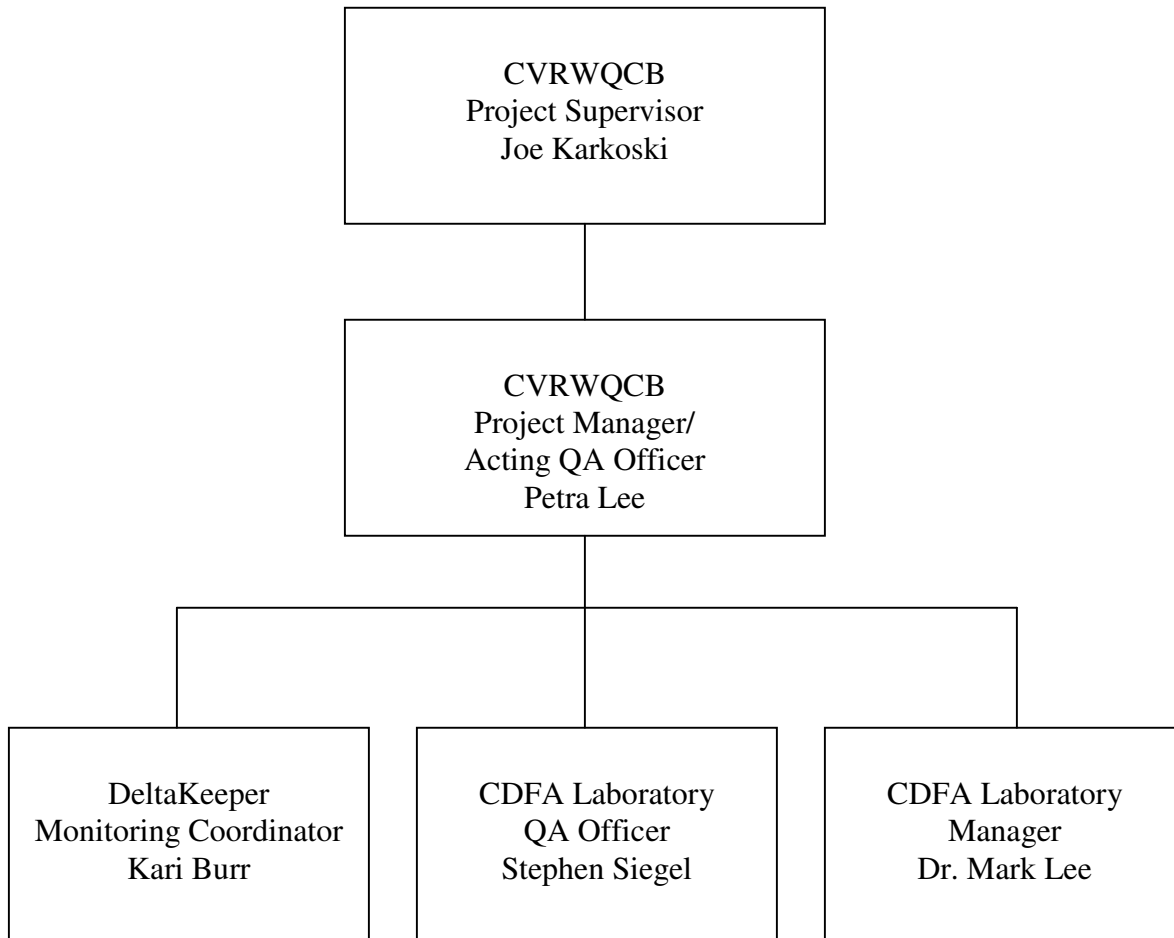 CVRWQCB
Project Supervisor
Joe Karkoski
CVRWQCB
Project Manager/
Acting QA Officer
Petra Lee
DeltaKeeper
Monitoring Coordinator
Kari Burr
CDFA Laboratory
QA Officer
Stephen Siegel
CDFA Laboratory
Manager
Dr. Mark Lee